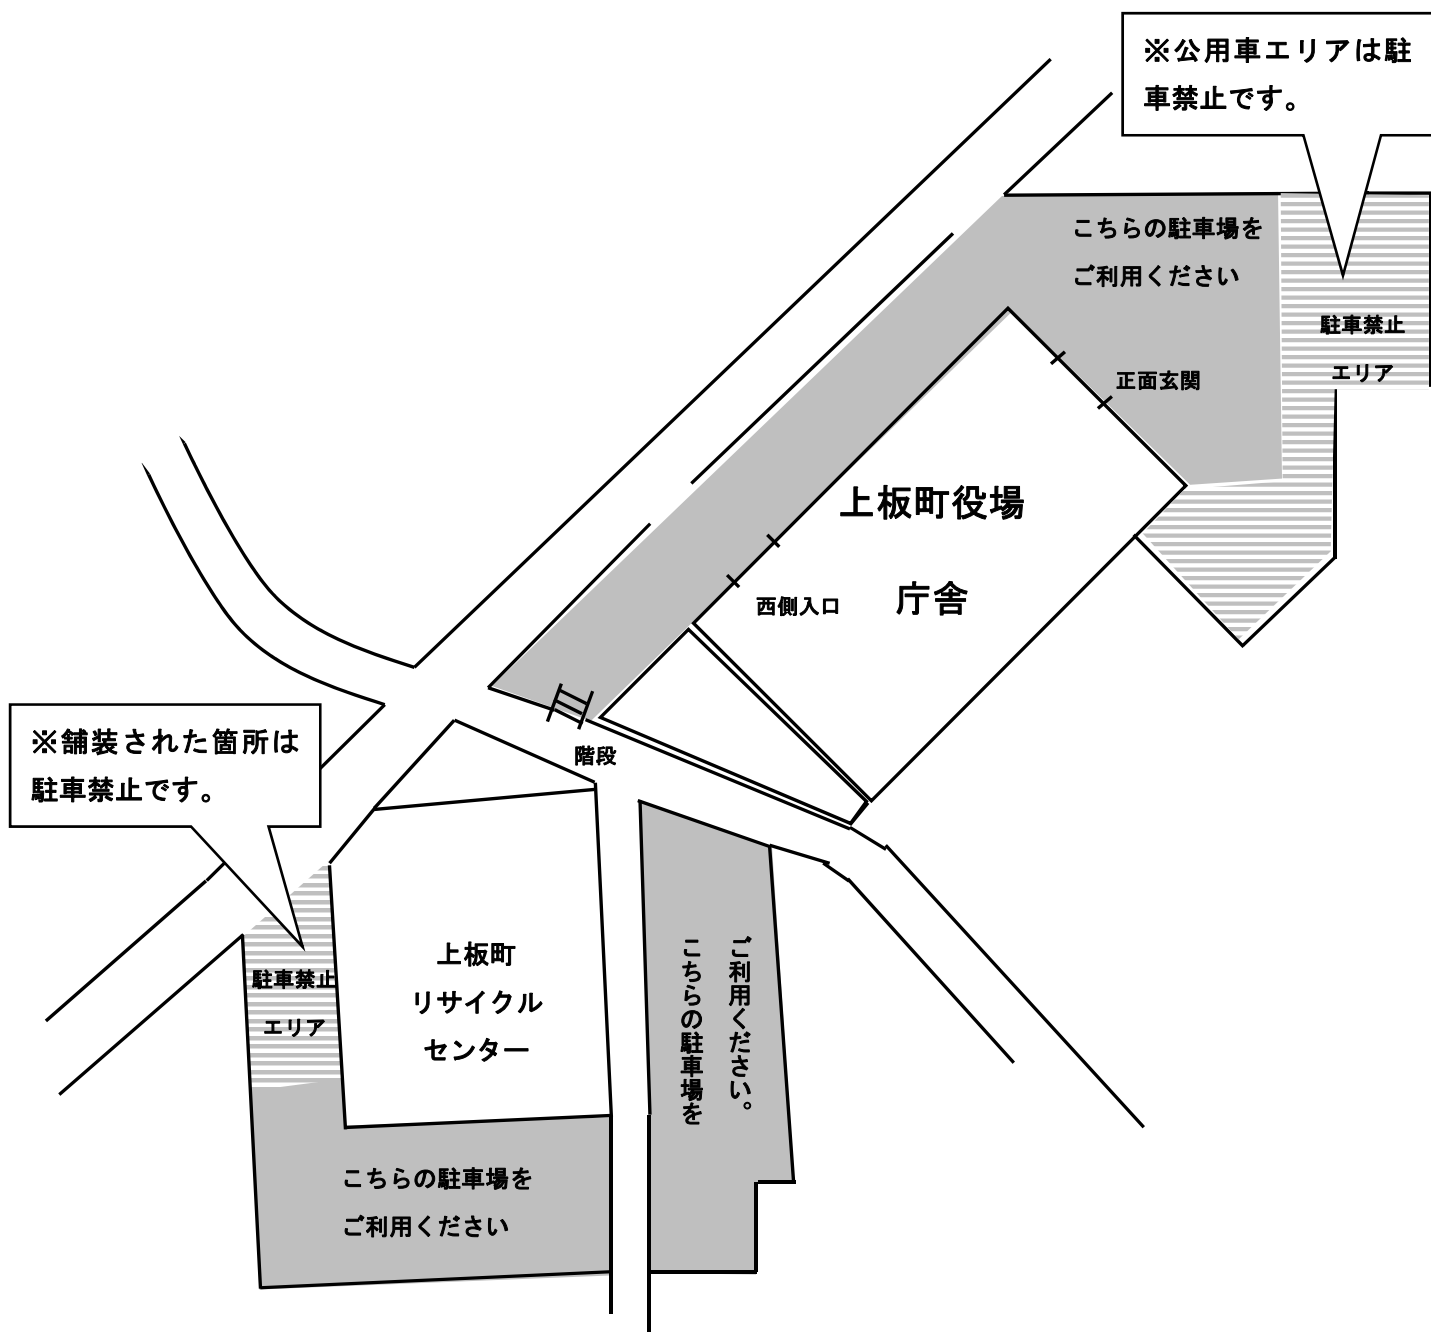 ※公用車エリアは駐
車禁止です。
こちらの駐車場を
ご利用ください
駐車禁止
エリア
正面玄関
上板町役場
庁舎
西側入口
階段
※舗装された箇所は
駐車禁止です。
駐車禁止
エリア
上板町
リサイクル
センター
こちらの駐車場を
ご利用ください。
こちらの駐車場を
ご利用ください